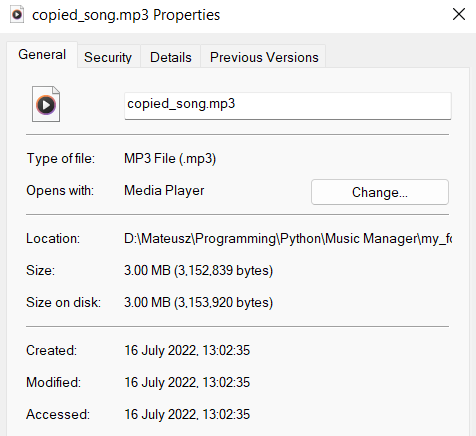 copied_song.mp3 Properties
General Security Details Previous Versions
copied_song.mp3
Type of file: MP3 File (.mp3)
Opens with: Media Player Change...
Location: D:\Mateusz\Programming\Python\Music Manager\my_fo
Size: 3.00 MB (3,152,839 bytes)
Size on disk: 3.00 MB (3,153,920 bytes)
Created: 16 July 2022, 13:02:35
Modified: 16 July 2022, 13:02:35
Accessed: 16 July 2022, 13:02:35